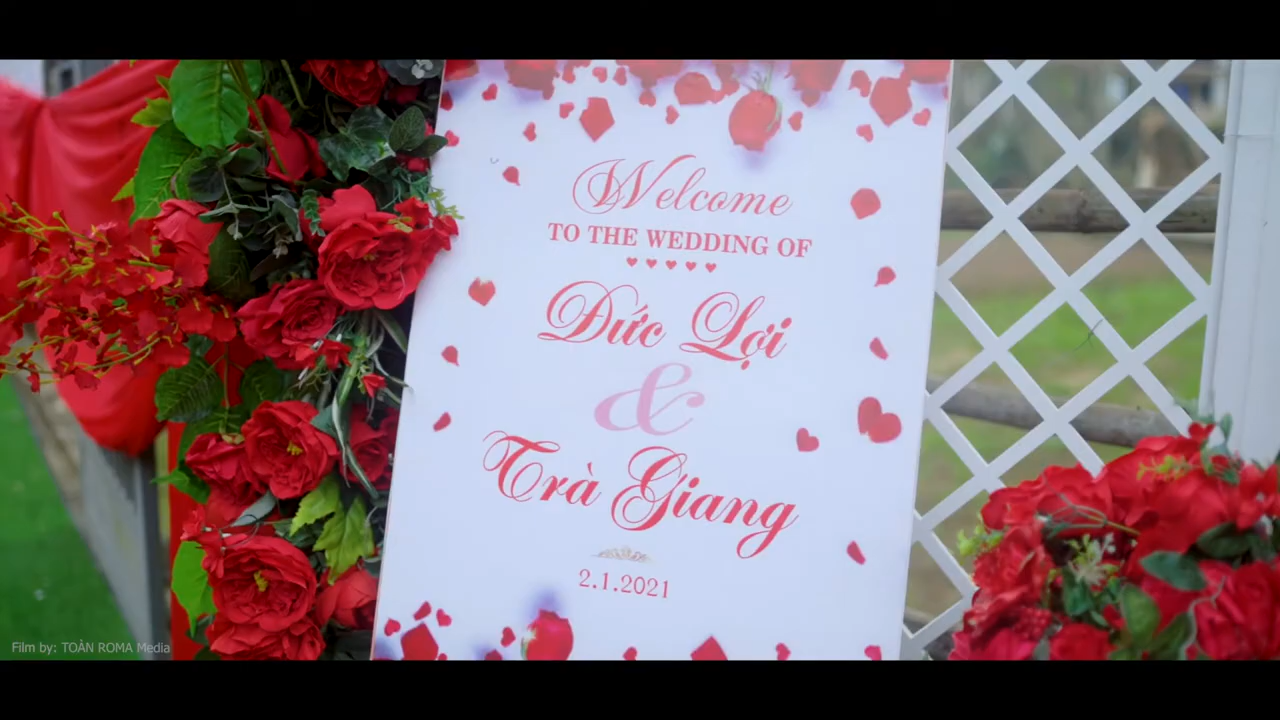 Welcome
TO THE WEDDING OF
Đức Lợi
&
Trà Giang
2.1.2021
Film by: TOÀN ROMA Media